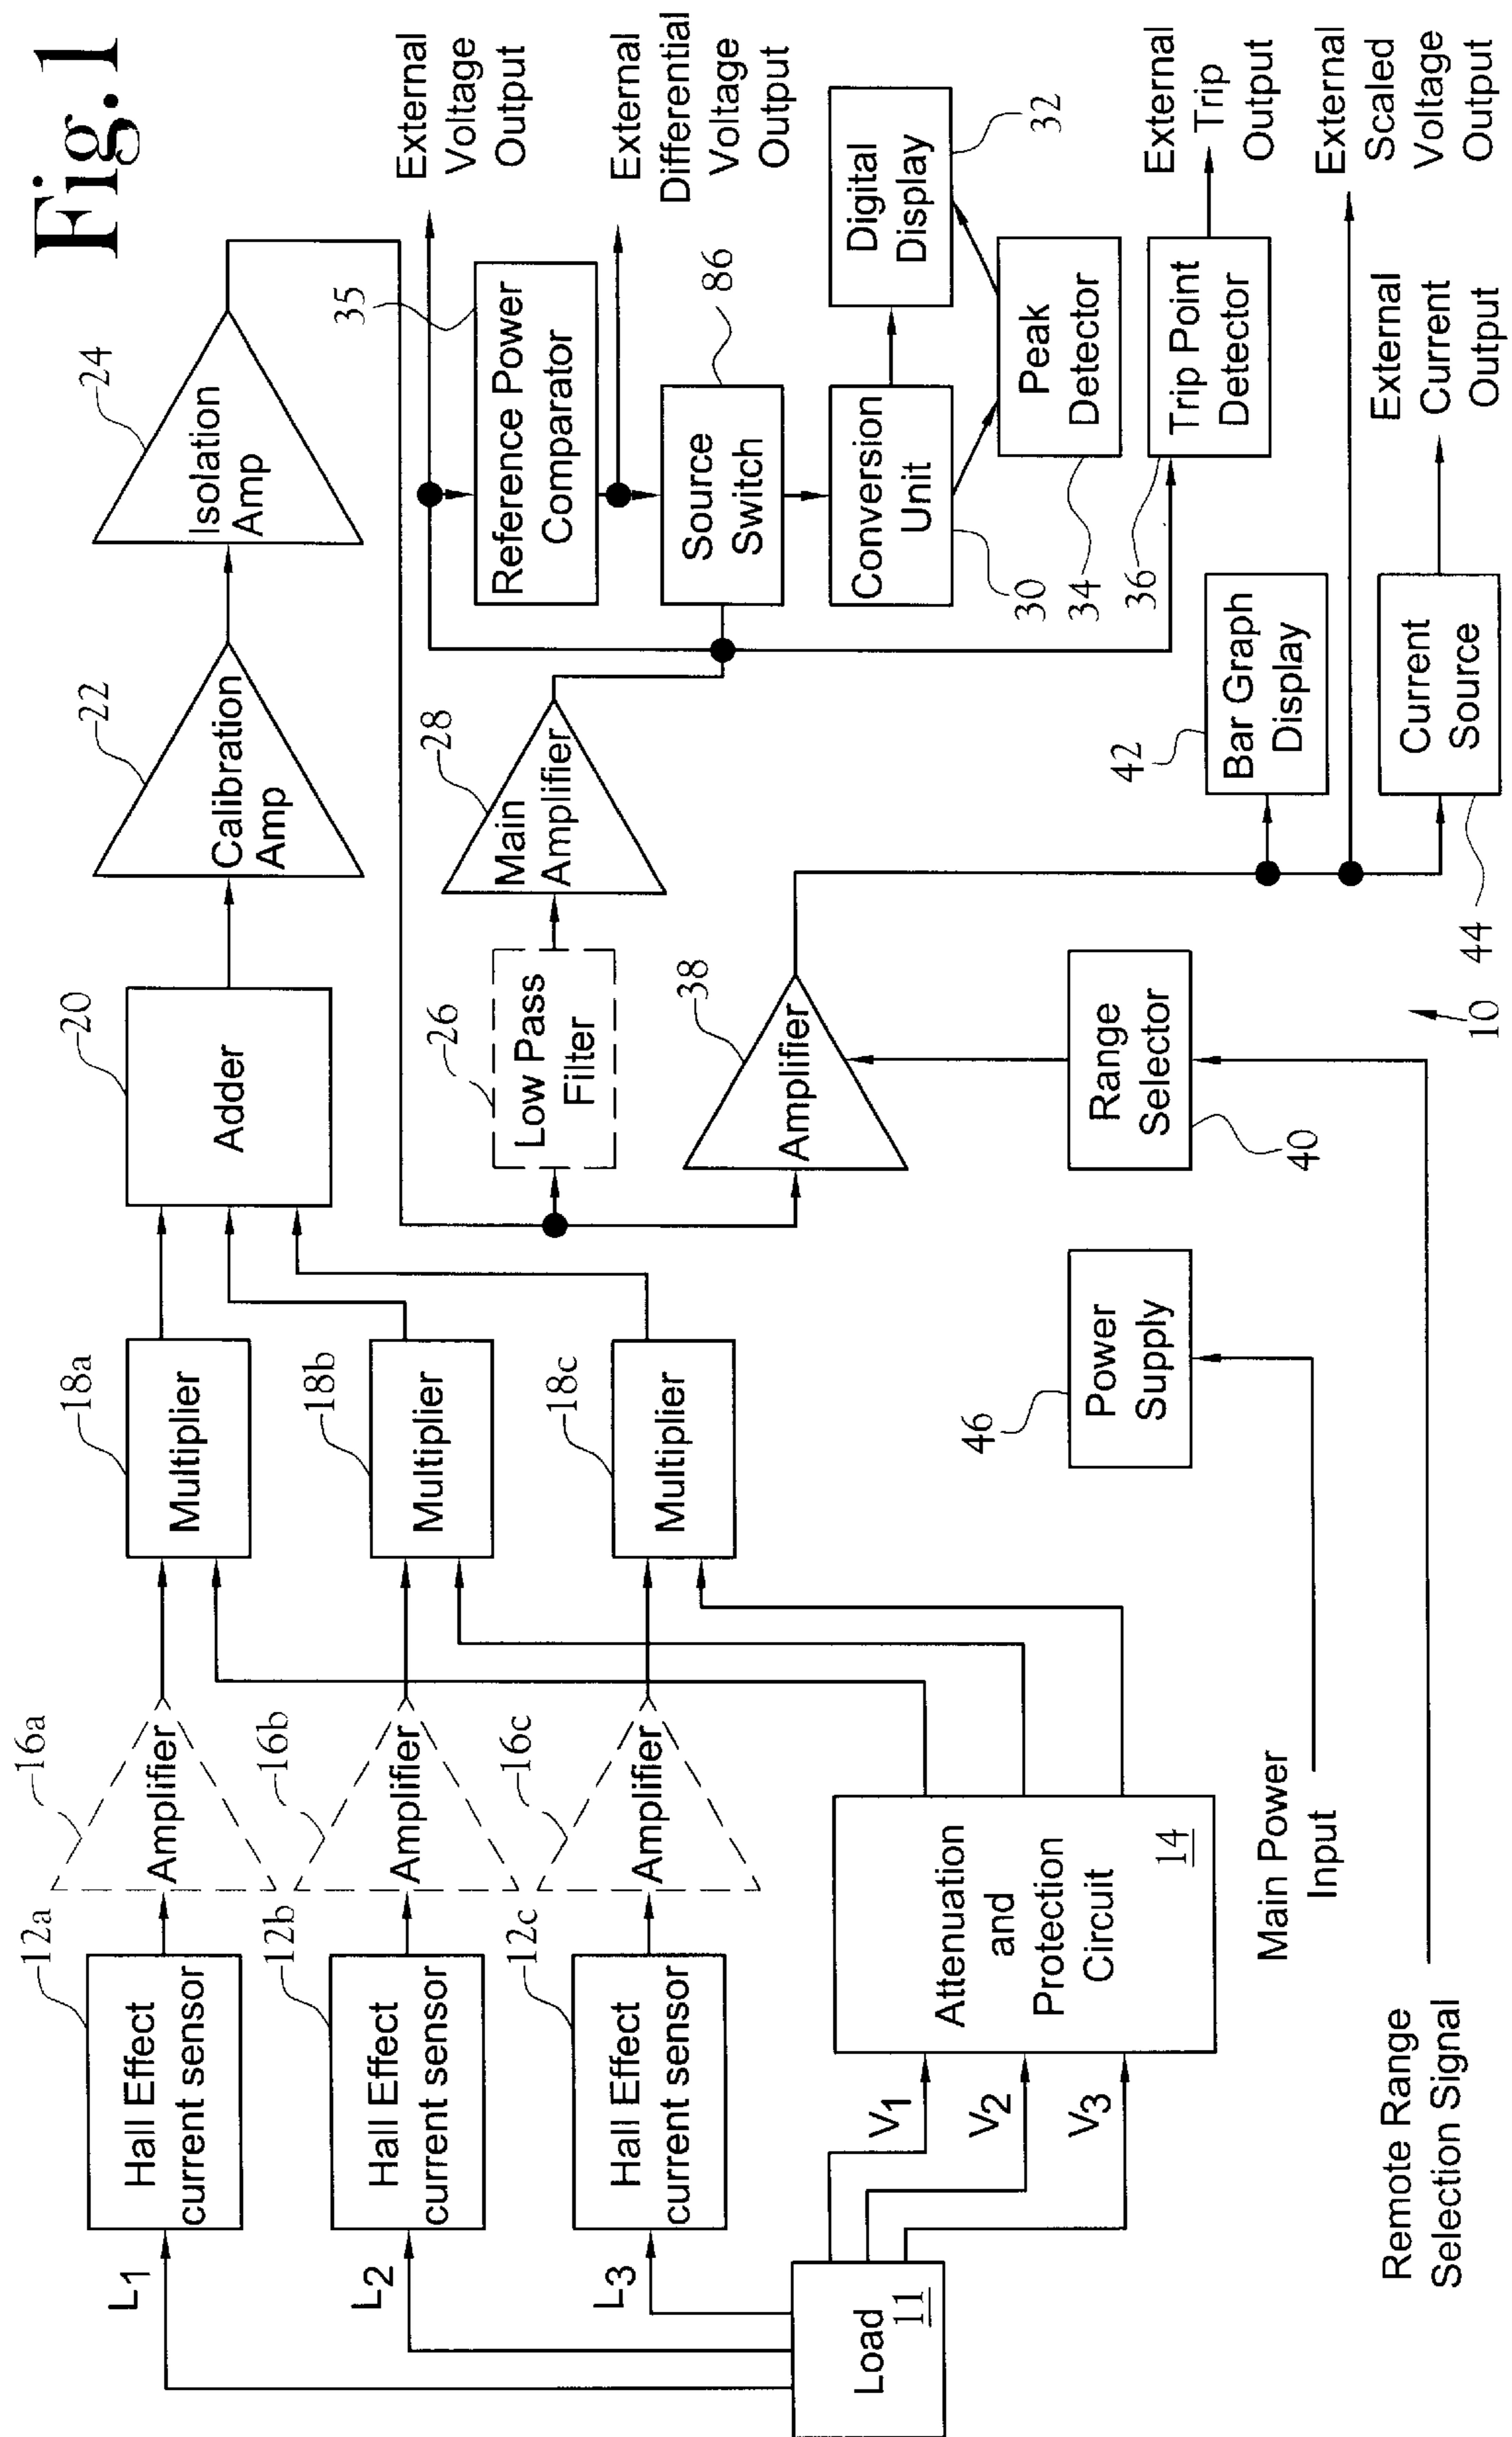 Fig. 1
L1
L2
L3
12a
Hall Effect
current sensor
12b
Hall Effect
current sensor
12c
Hall Effect
current sensor
16a
Amplifier
16b
Amplifier
16c
Amplifier
18a
Multiplier
18b
Multiplier
18c
Multiplier
20
Adder
22
Calibration
Amp
24
Isolation
Amp
Load
11
V1
V2
V3
Attenuation
and
Protection
Circuit
14
26
Low Pass
Filter
28
Main
Amplifier
38
Amplifier
Range
Selector
40
46
Power
Supply
Main Power
Input
Remote Range
Selection Signal
35
Reference Power
Comparator
External
Voltage
Output
External
Differential
Voltage
Output
Source
Switch
86
Conversion
Unit
30
Digital
Display
32
Peak
Detector
34
Trip Point
Detector
36
External
Trip
Output
42
Bar Graph
Display
External
Scaled
Voltage
Output
Current
Source
44
External
Current
Output
10